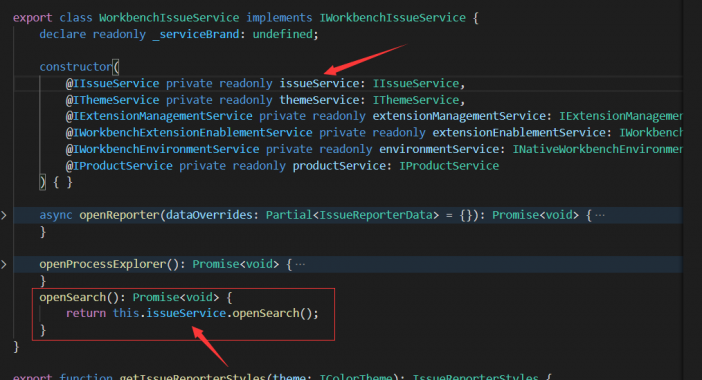 export class WorkbenchIssueService implements IWorkbenchIssueService {
declare readonly _serviceBrand: undefined;
constructor(
@IIssueService private readonly issueService: IIssueService,
@IThemeService private readonly themeService: IThemeService,
@IExtensionManagementService private readonly extensionManagementService: IExtensionManagement
@IWorkbenchExtensionEnablementService private readonly extensionEnablementService: IWorkbench
@IWorkbenchEnvironmentService private readonly environmentService: INativeWorkbenchEnvironmen
@IProductService private readonly productService: IProductService
) { }
async openReporter(dataOverrides: Partial<IssueReporterData> = {}): Promise<void> {…
}
openProcessExplorer(): Promise<void> {…
}
openSearch(): Promise<void> {
return this.issueService.openSearch();
}
}
export function getIssueReporterStyles(theme: IColorTheme): IssueReporterStyles {